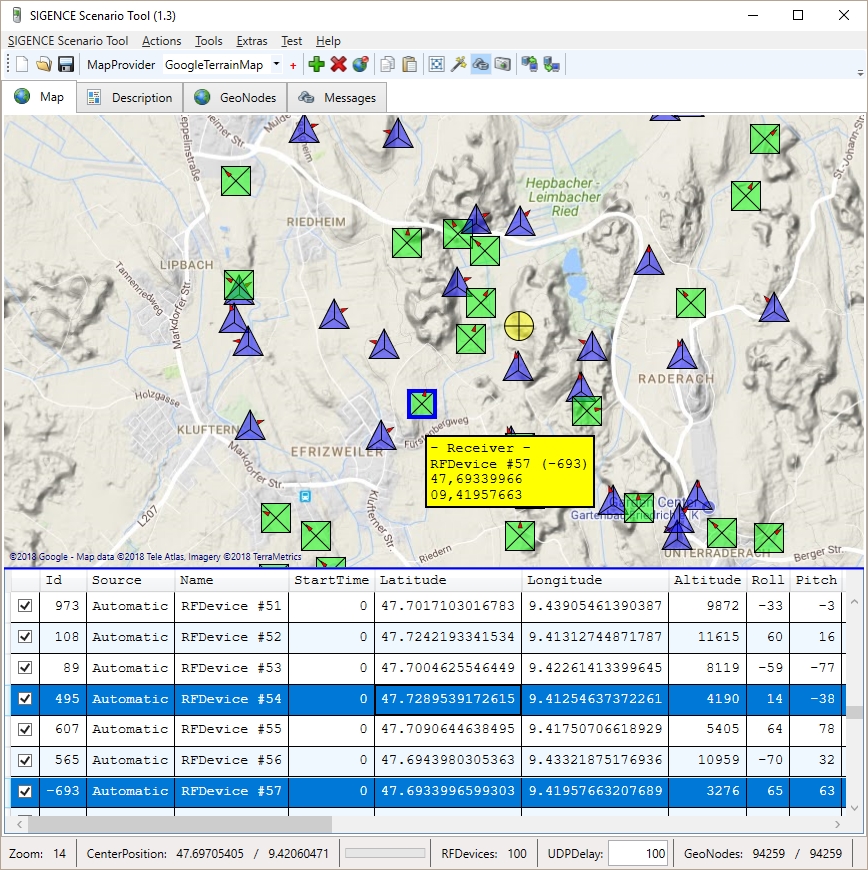 SIGENCE Scenario Tool (1.3)
SIGENCE Scenario Tool Actions Tools Extras Test Help
MapProvider GoogleTerrainMap
Map Description GeoNodes Messages
Hepbacher -
Leimbacher
Ried
St.-Johann-Str.
RIEDHEIM
LIPBACH
Tannenriedweg
Markdorfer Str.
Holzgasse
RADERACH
KLUFTERN
Fürstenbergweg
EFRIZWEILER
Markdorfer Str.
Klufterner Str.
L207
- Receiver -
RFDevice #57 (-693)
47,69339966
09,41957663
Garden Center
UNTERRADERACH
Riedern
Berger Str.
©2018 Google - Map data ©2018 Tele Atlas, Imagery ©2018 TerraMetrics
Id Source Name StartTime Latitude Longitude Altitude Roll Pitch
973 Automatic RFDevice #51 0 47.7017103016783 9.43905461390387 9872 -33 -3
108 Automatic RFDevice #52 0 47.7242193341534 9.41312744871787 11615 60 16
89 Automatic RFDevice #53 0 47.7004625546449 9.42261413399645 8119 -59 -77
495 Automatic RFDevice #54 0 47.7289539172615 9.41254637372261 4190 14 -38
607 Automatic RFDevice #55 0 47.7090644638495 9.41750706618929 5405 64 78
565 Automatic RFDevice #56 0 47.6943980305363 9.43321875176936 10959 -70 32
-693 Automatic RFDevice #57 0 47.6933996599303 9.41957663207689 3276 65 63
Zoom: 14 CenterPosition: 47.69705405 / 9.42060471 RFDevices: 100 UDPDelay: 100 GeoNodes: 94259 / 94259